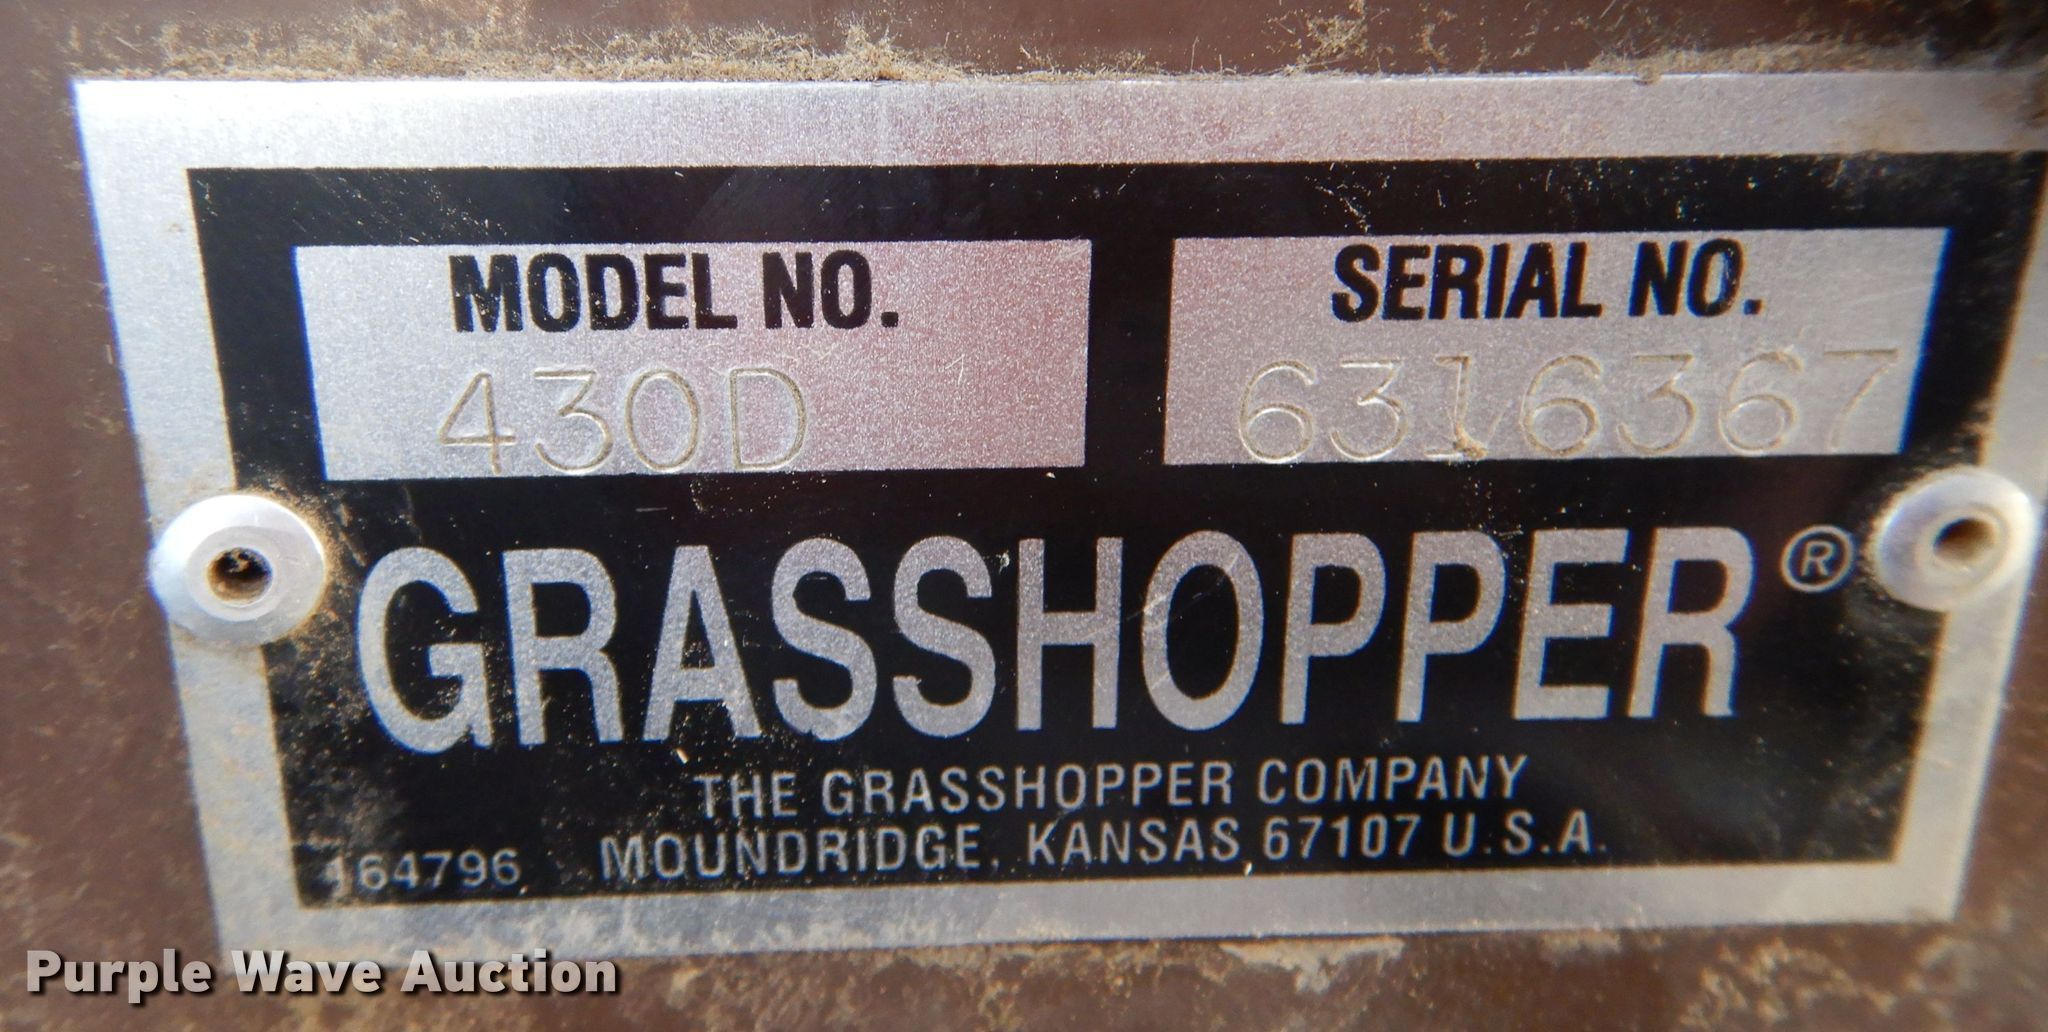 MODEL NO. SERIAL NO.
430D 6316367
GRASSHOPPER®
THE GRASSHOPPER COMPANY
164796 MOUNDRIDGE, KANSAS 67107 U.S.A.
Purple Wave Auction